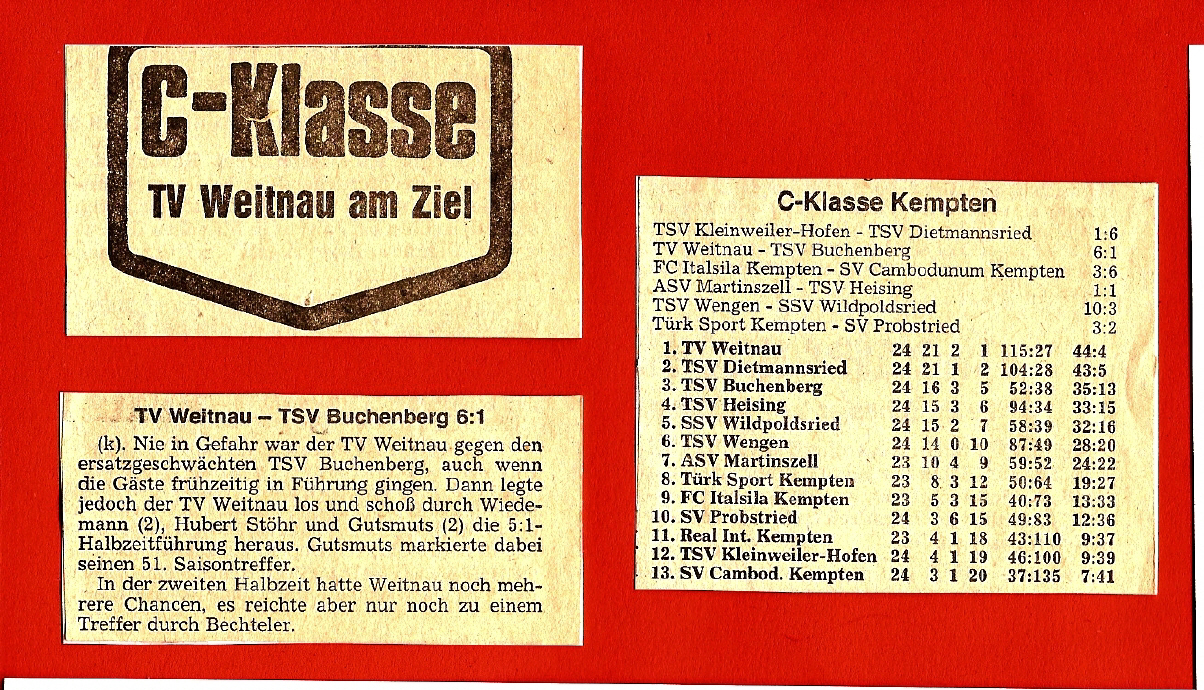 C-Klasse
TV Weitnau am Ziel
TV Weitnau – TSV Buchenberg 6:1
(k). Nie in Gefahr war der TV Weitnau gegen den
ersatzgeschwächten TSV Buchenberg, auch wenn
die Gäste frühzeitig in Führung gingen. Dann legte
jedoch der TV Weitnau los und schoß durch Wiede-
mann (2), Hubert Stöhr und Gutsmuts (2) die 5:1-
Halbzeitführung heraus. Gutsmuts markierte dabei
seinen 51. Saisontreffer.
In der zweiten Halbzeit hatte Weitnau noch meh-
rere Chancen, es reichte aber nur noch zu einem
Treffer durch Bechteler.
C-Klasse Kempten
TSV Kleinweiler-Hofen - TSV Dietmannsried 1:6
TV Weitnau - TSV Buchenberg 6:1
FC Italsila Kempten - SV Cambodunum Kempten 3:6
ASV Martinszell - TSV Heising 1:1
TSV Wengen - SSV Wildpoldsried 10:3
Türk Sport Kempten - SV Probstried 3:2
1. TV Weitnau 24 21 2 1 115:27 44:4
2. TSV Dietmannsried 24 21 1 2 104:28 43:5
3. TSV Buchenberg 24 16 3 5 52:38 35:13
4. TSV Heising 24 15 3 6 94:34 33:15
5. SSV Wildpoldsried 24 15 2 7 58:39 32:16
6. TSV Wengen 24 14 0 10 87:49 28:20
7. ASV Martinszell 23 10 4 9 59:52 24:22
8. Türk Sport Kempten 23 8 3 12 50:64 19:27
9. FC Italsila Kempten 23 5 3 15 40:73 13:33
10. SV Probstried 24 3 6 15 49:83 12:36
11. Real Int. Kempten 23 4 1 18 43:110 9:37
12. TSV Kleinweiler-Hofen 24 4 1 19 46:100 9:39
13. SV Cambod. Kempten 24 3 1 20 37:135 7:41